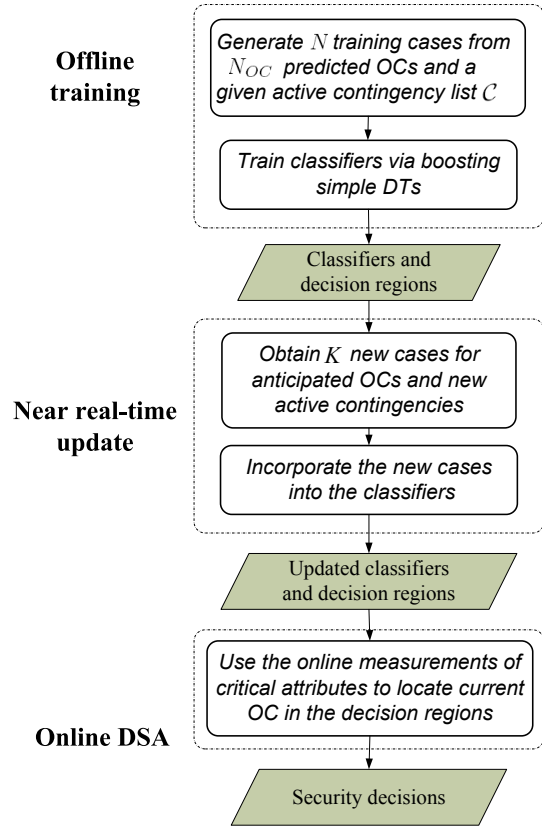 Offline
training
Generate N training cases from
N_{OC} predicted OCs and a
given active contingency list 𝒞
Train classifiers via boosting
simple DTs
Classifiers and
decision regions
Near real-time
update
Obtain K new cases for
anticipated OCs and new
active contingencies
Incorporate the new cases
into the classifiers
Updated classifiers
and decision regions
Online DSA
Use the online measurements of
critical attributes to locate current
OC in the decision regions
Security decisions